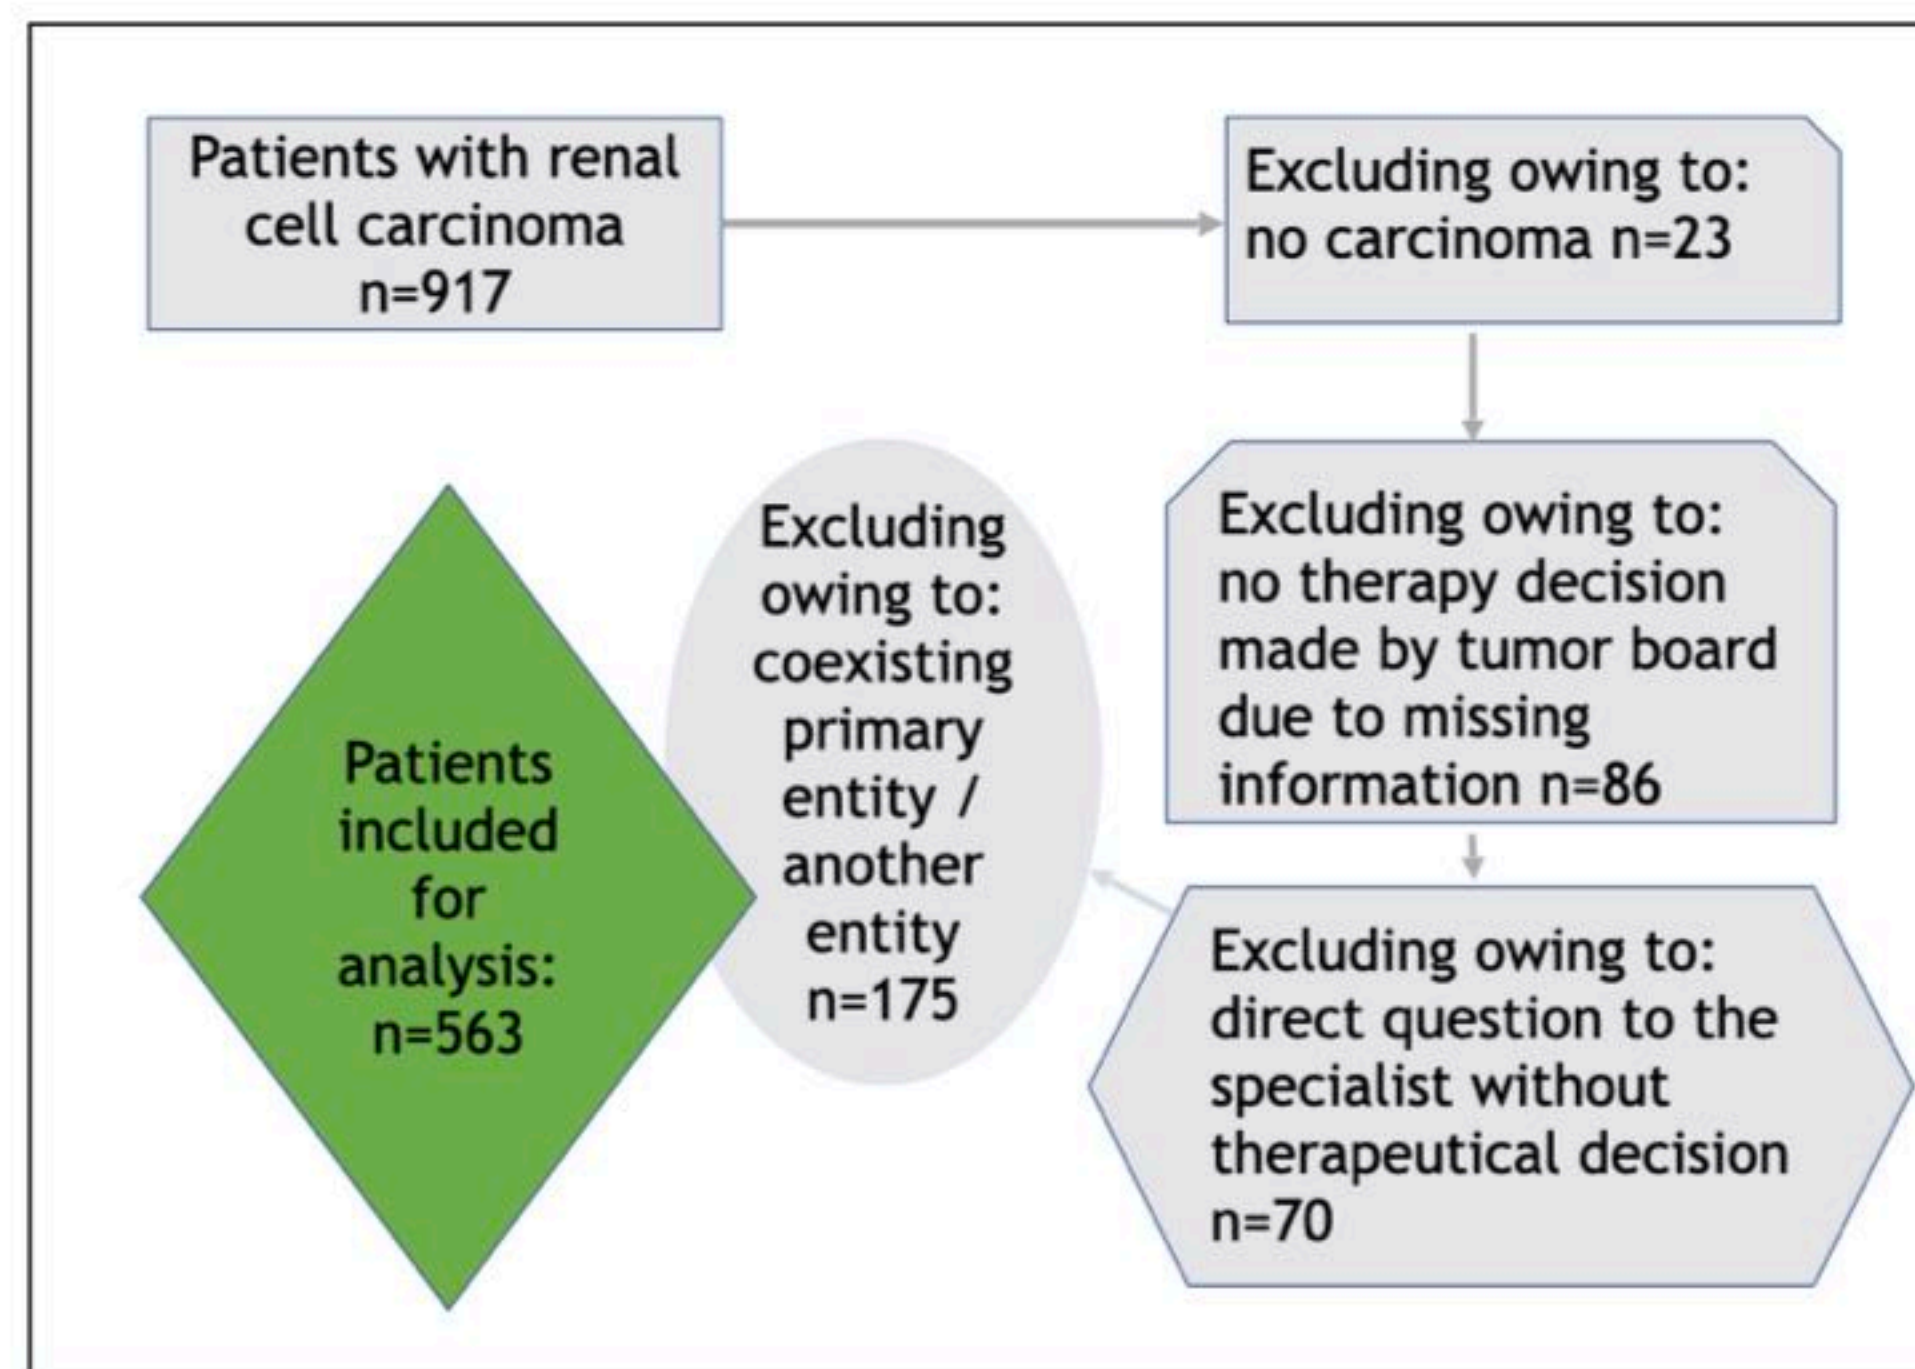 Patients with renal
cell carcinoma
n=917
Excluding owing to:
no carcinoma n=23
Excluding owing to:
no therapy decision
made by tumor board
due to missing
information n=86
Excluding owing to:
direct question to the
specialist without
therapeutical decision
n=70
Excluding
owing to:
coexisting
primary
entity /
another
entity
n=175
Patients
included
for
analysis:
n=563